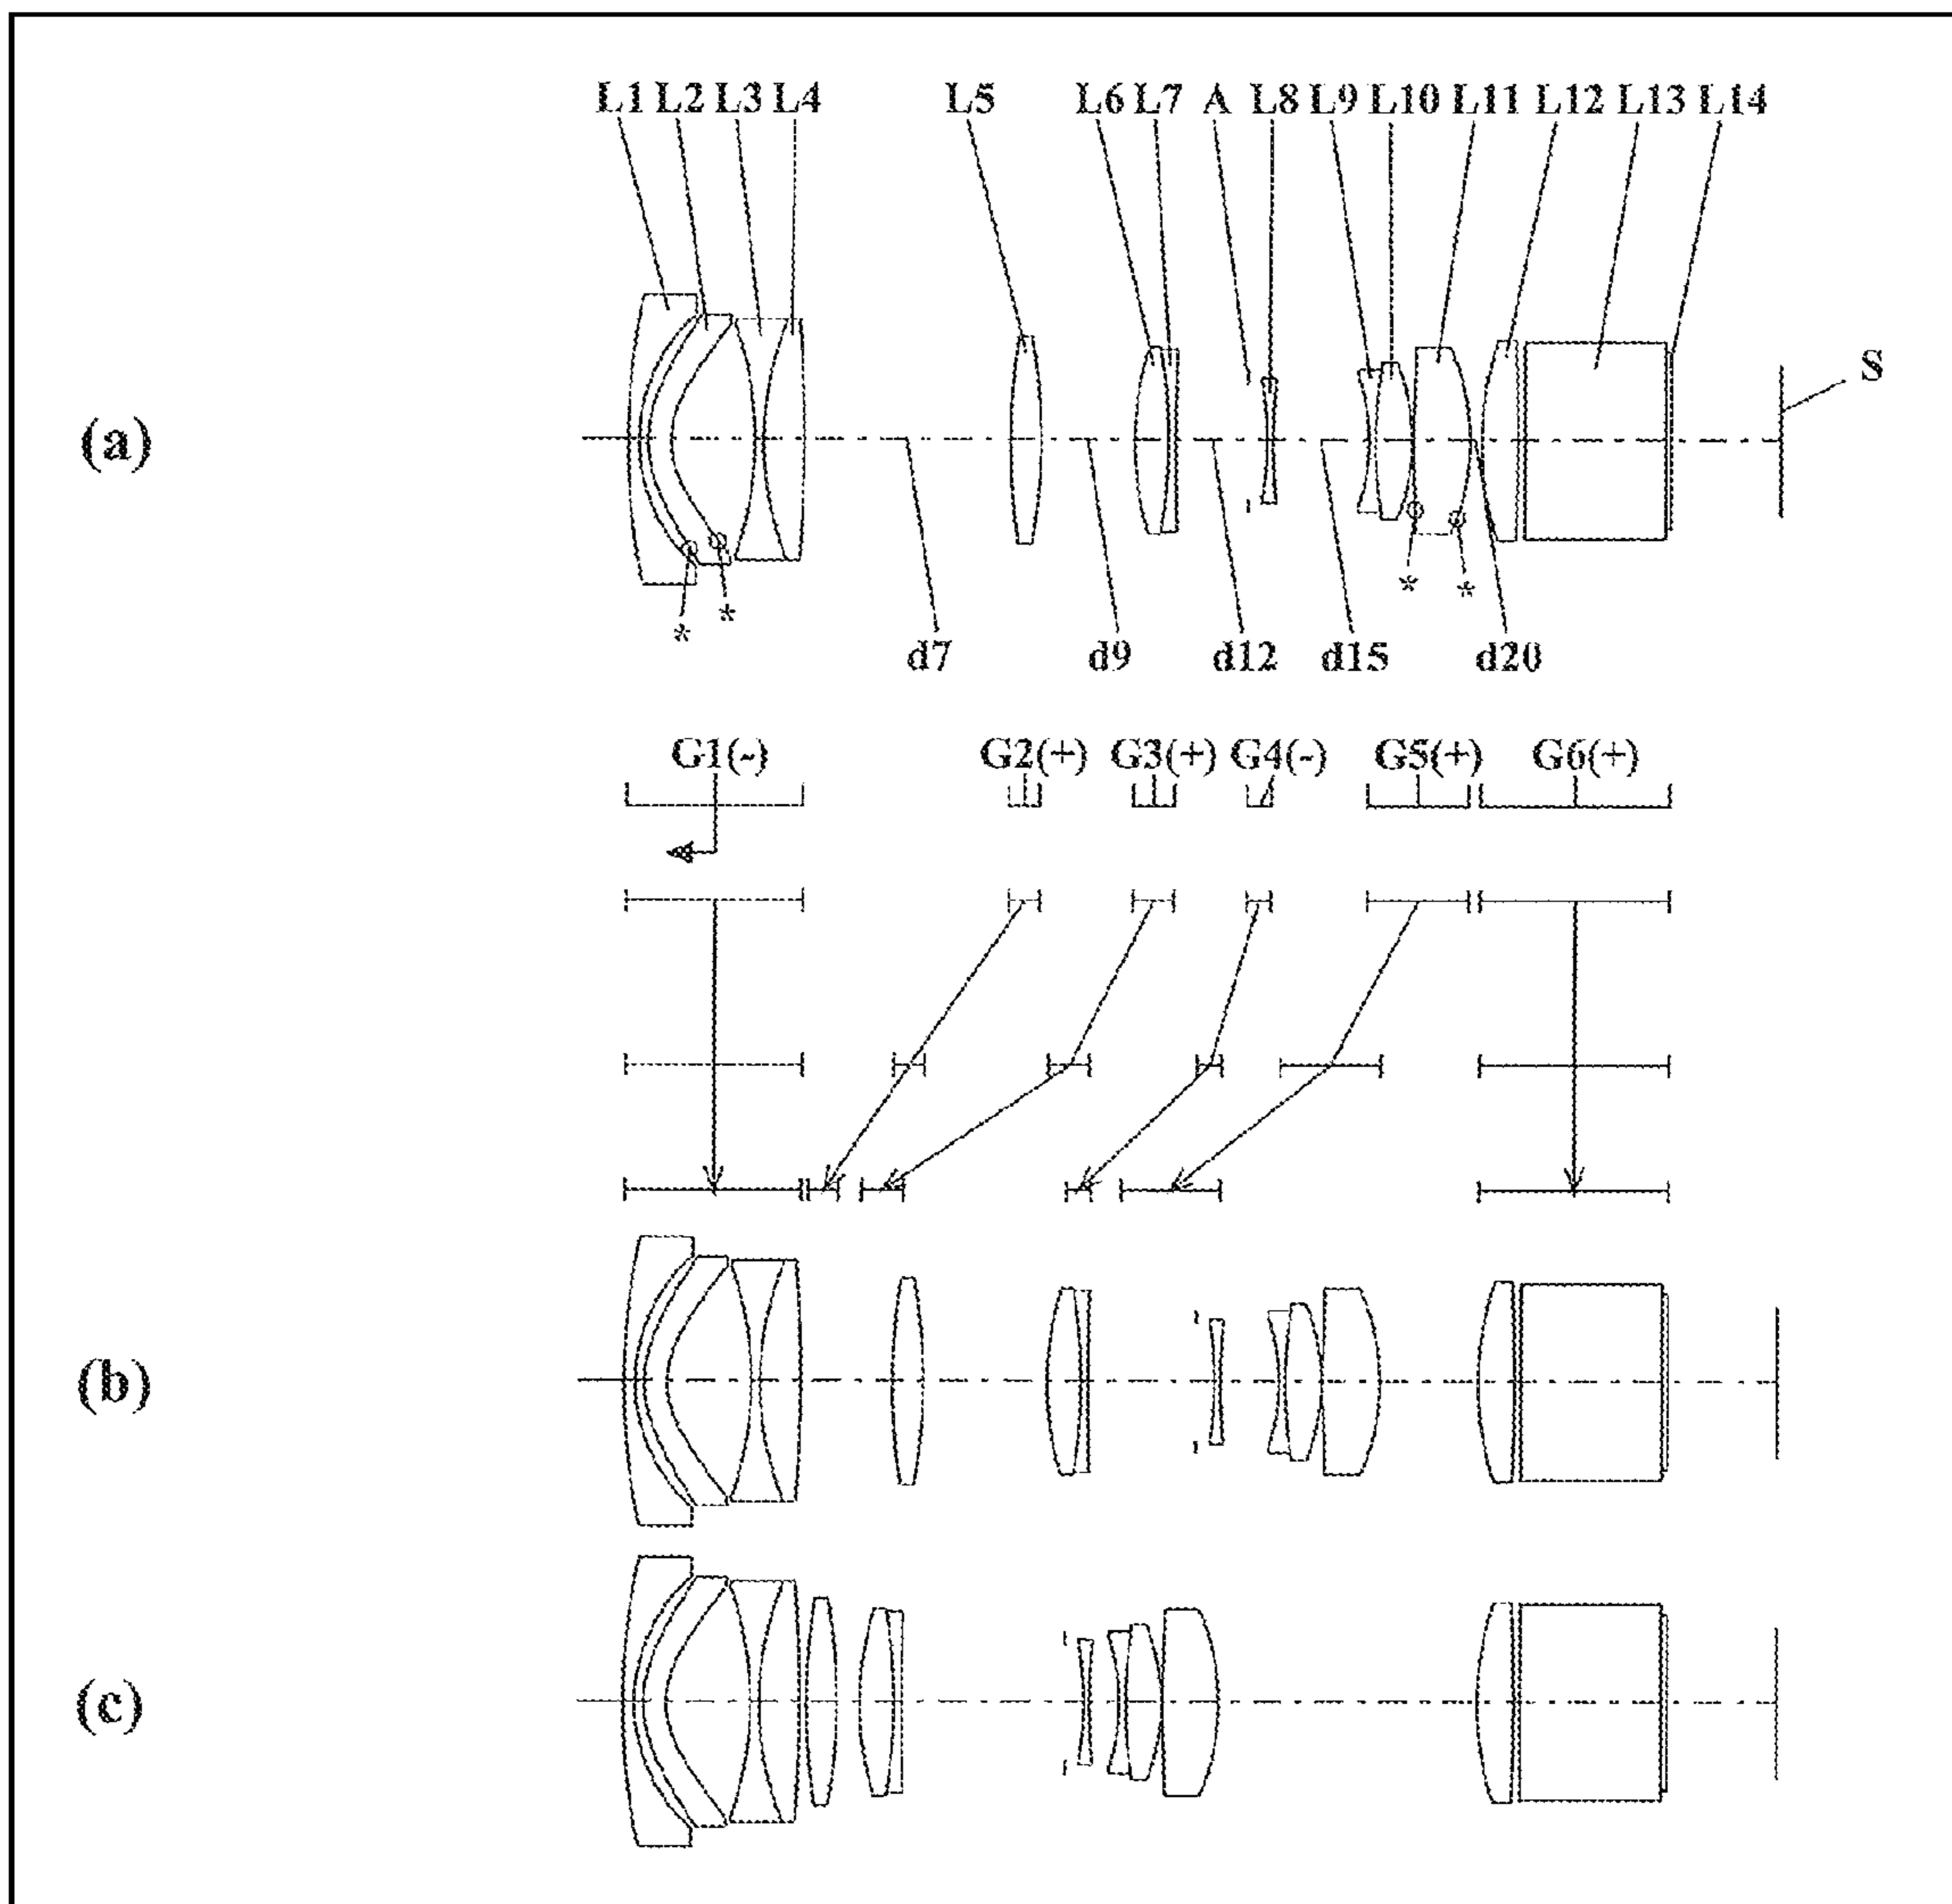 L1 L2 L3 L4 L5 L6 L7 A L8 L9 L10 L11 L12 L13 L14
S
(a)
* * * *
d7 d9 d12 d15 d20
G1(-) G2(+) G3(+) G4(-) G5(+) G6(+)
(b)
(c)